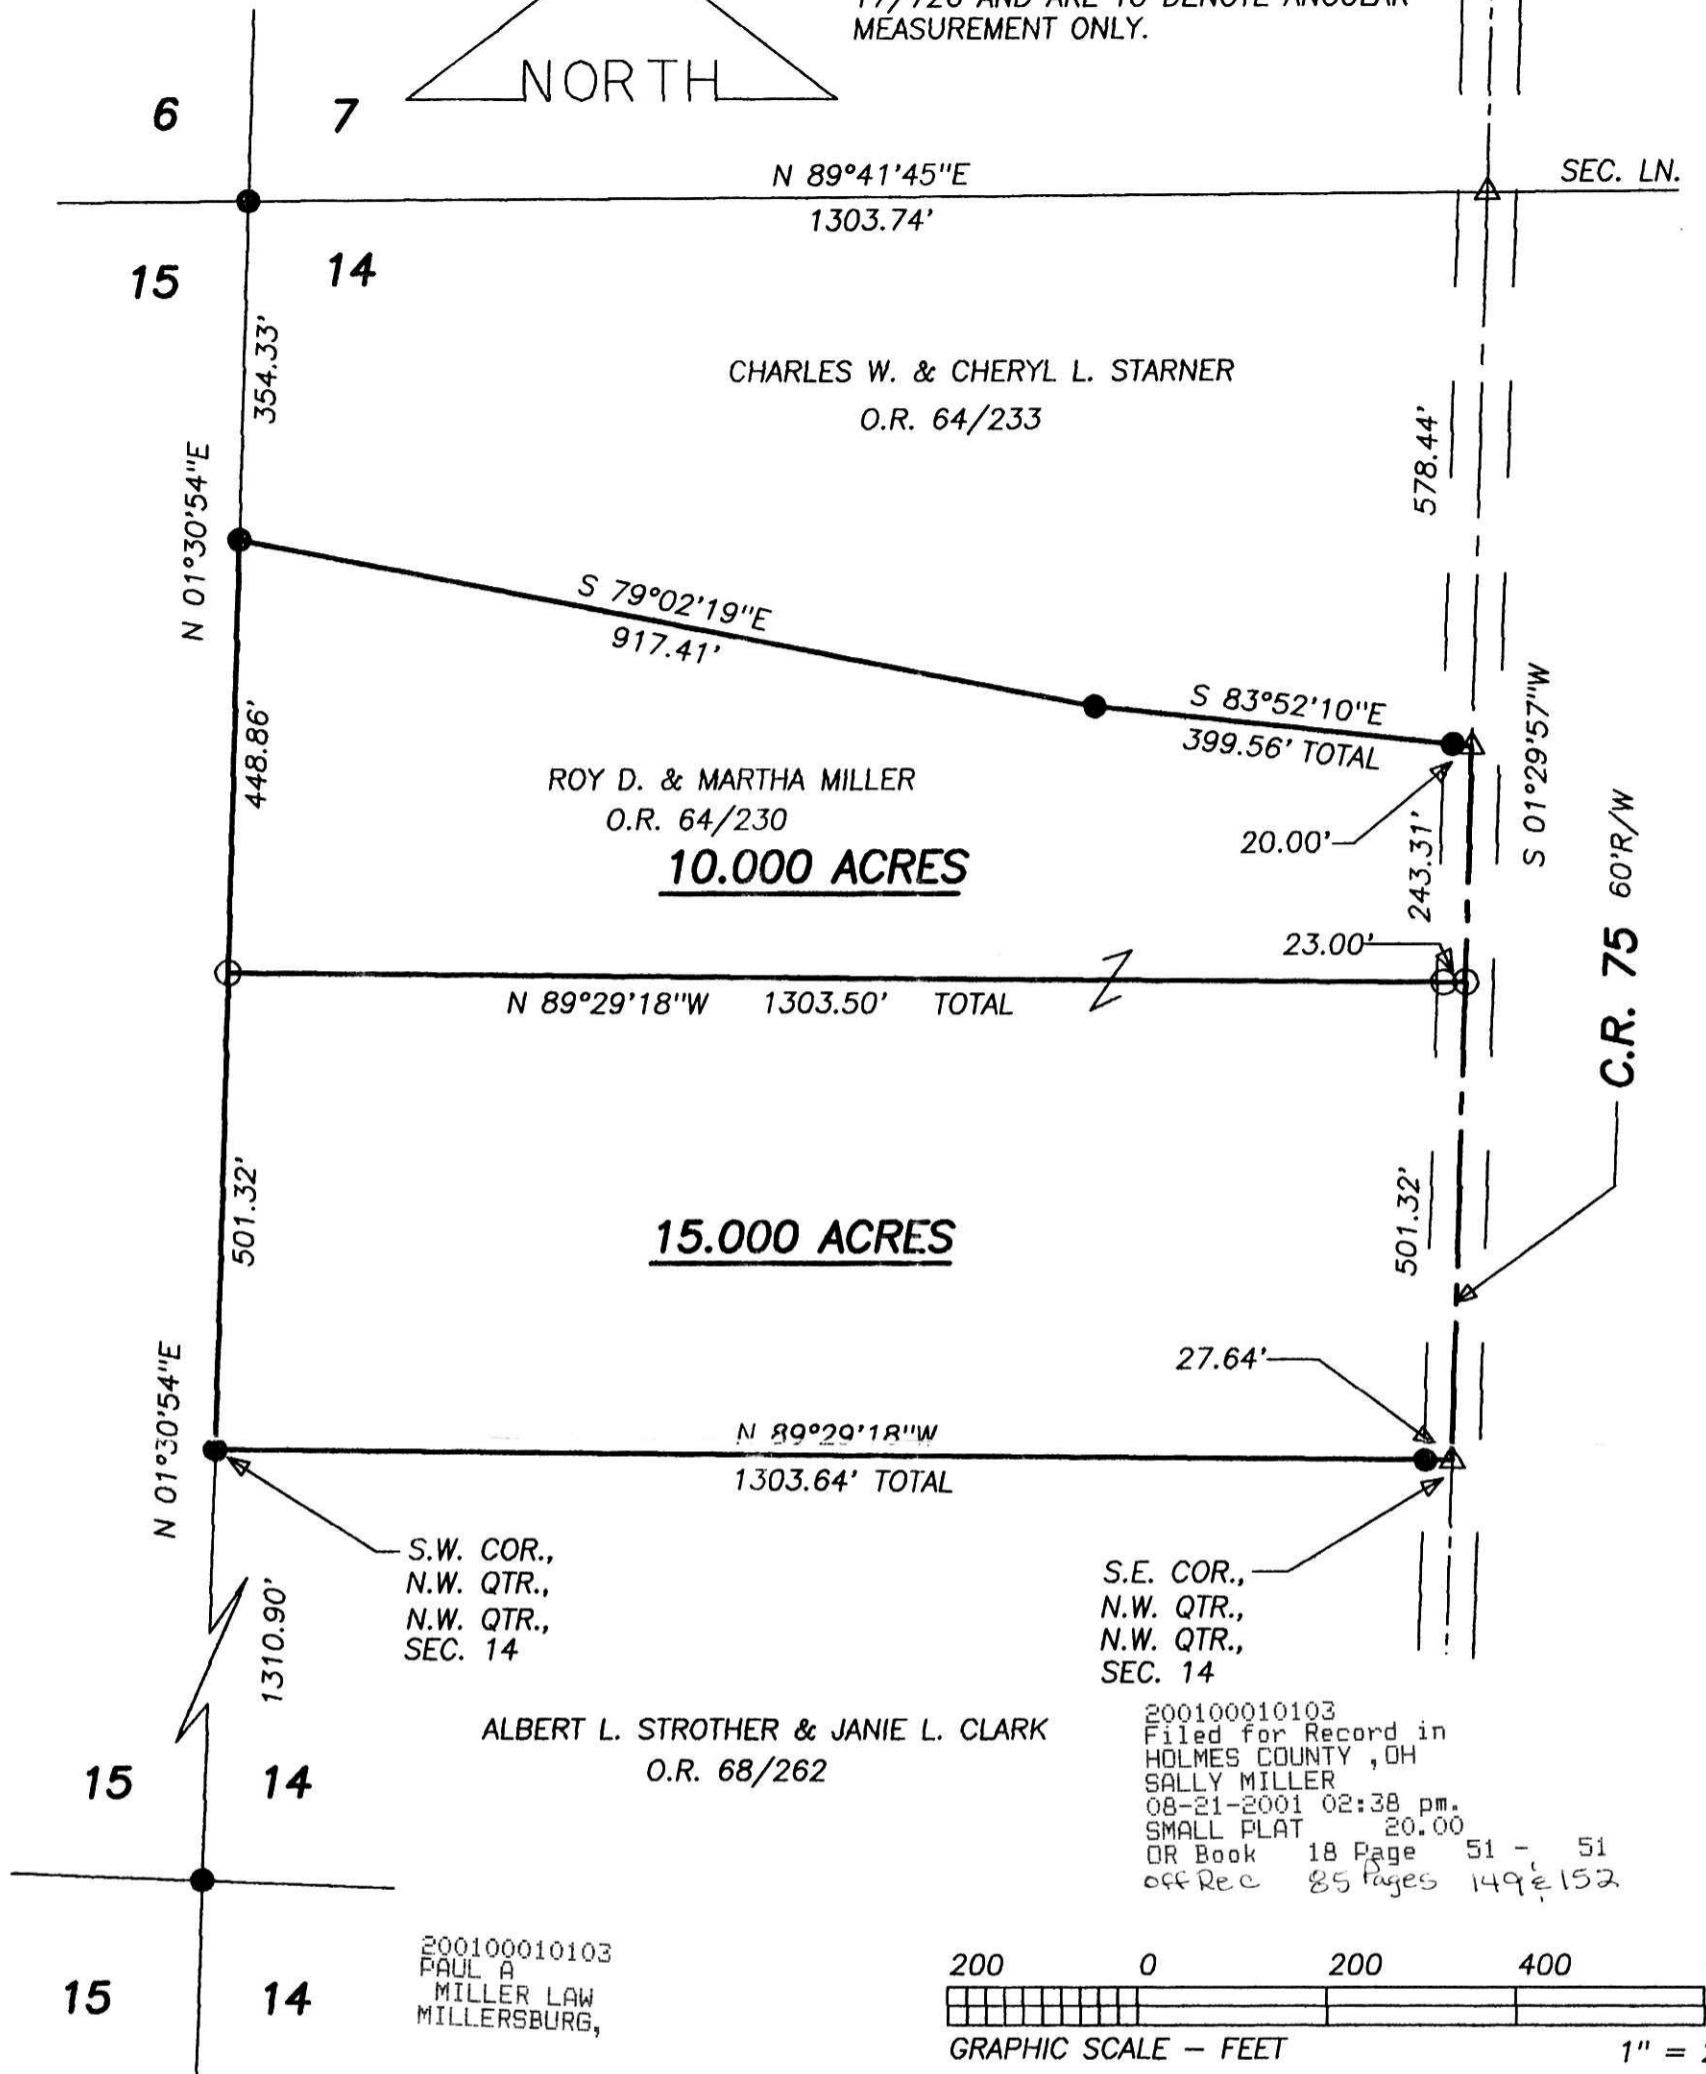 MEASUREMENT ONLY.
NORTH
6 7
N 89°41'45"E
SEC. LN.
1303.74'
15 14
354.33'
CHARLES W. & CHERYL L. STARNER
O.R. 64/233
578.44'
N 01°30'54"E
S 79°02'19"E
917.41'
S 83°52'10"E
399.56' TOTAL
S 01°29'57"W
448.86'
ROY D. & MARTHA MILLER
O.R. 64/230
10.000 ACRES
20.00'
243.31'
60'R/W
C.R. 75
23.00'
N 89°29'18"W 1303.50' TOTAL
501.32'
501.32'
15.000 ACRES
27.64'
N 01°30'54"E
N 89°29'18"W
1303.64' TOTAL
S.W. COR.,
N.W. QTR.,
N.W. QTR.,
SEC. 14
S.E. COR.,
N.W. QTR.,
N.W. QTR.,
SEC. 14
1310.90'
ALBERT L. STROTHER & JANIE L. CLARK
O.R. 68/262
15 14
200100010103
Filed for Record in
HOLMES COUNTY ,OH
SALLY MILLER
08-21-2001 02:38 pm.
SMALL PLAT 20.00
OR Book 18 Page 51 - 51
off Rec 85 Pages 149 & 152
15 14
200100010103
PAUL A
MILLER LAW
MILLERSBURG,
200 0 200 400
GRAPHIC SCALE – FEET
1" =